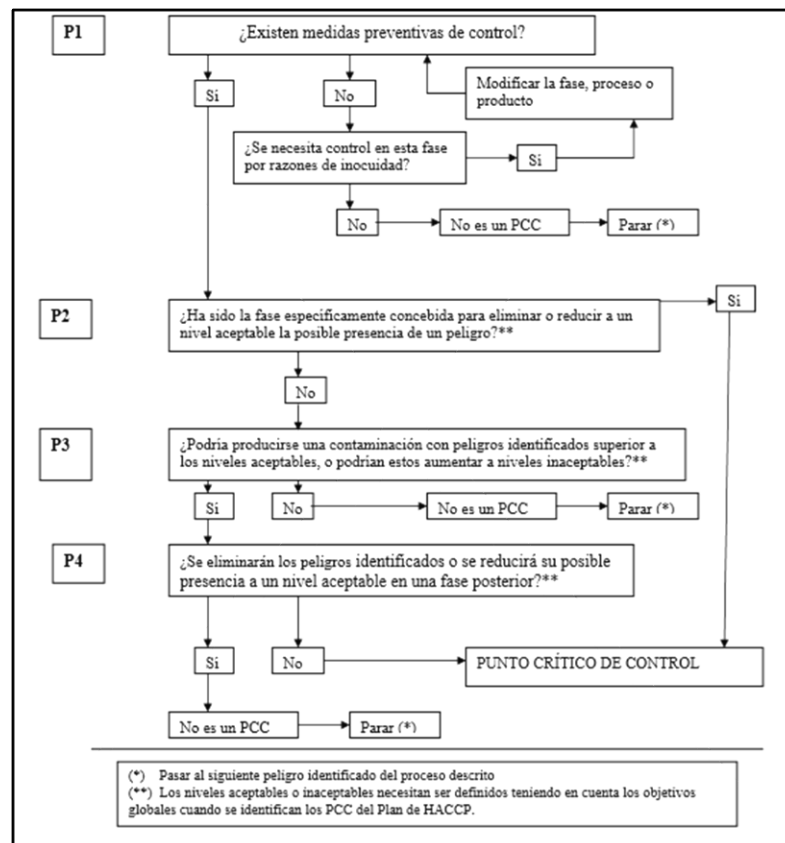 P1
¿Existen medidas preventivas de control?
Si
No
Modificar la fase, proceso o
producto
¿Se necesita control en esta fase
por razones de inocuidad?
Si
No
No es un PCC
Parar (*)
P2
¿Ha sido la fase específicamente concebida para eliminar o reducir a un
nivel aceptable la posible presencia de un peligro?**
Si
No
P3
¿Podría producirse una contaminación con peligros identificados superior a
los niveles aceptables, o podrían estos aumentar a niveles inaceptables?**
Si
No
No es un PCC
Parar (*)
P4
¿Se eliminarán los peligros identificados o se reducirá su posible
presencia a un nivel aceptable en una fase posterior?**
Si
No
PUNTO CRÍTICO DE CONTROL
No es un PCC
Parar (*)
(*) Pasar al siguiente peligro identificado del proceso descrito
(**) Los niveles aceptables o inaceptables necesitan ser definidos teniendo en cuenta los objetivos
globales cuando se identifican los PCC del Plan de HACCP.